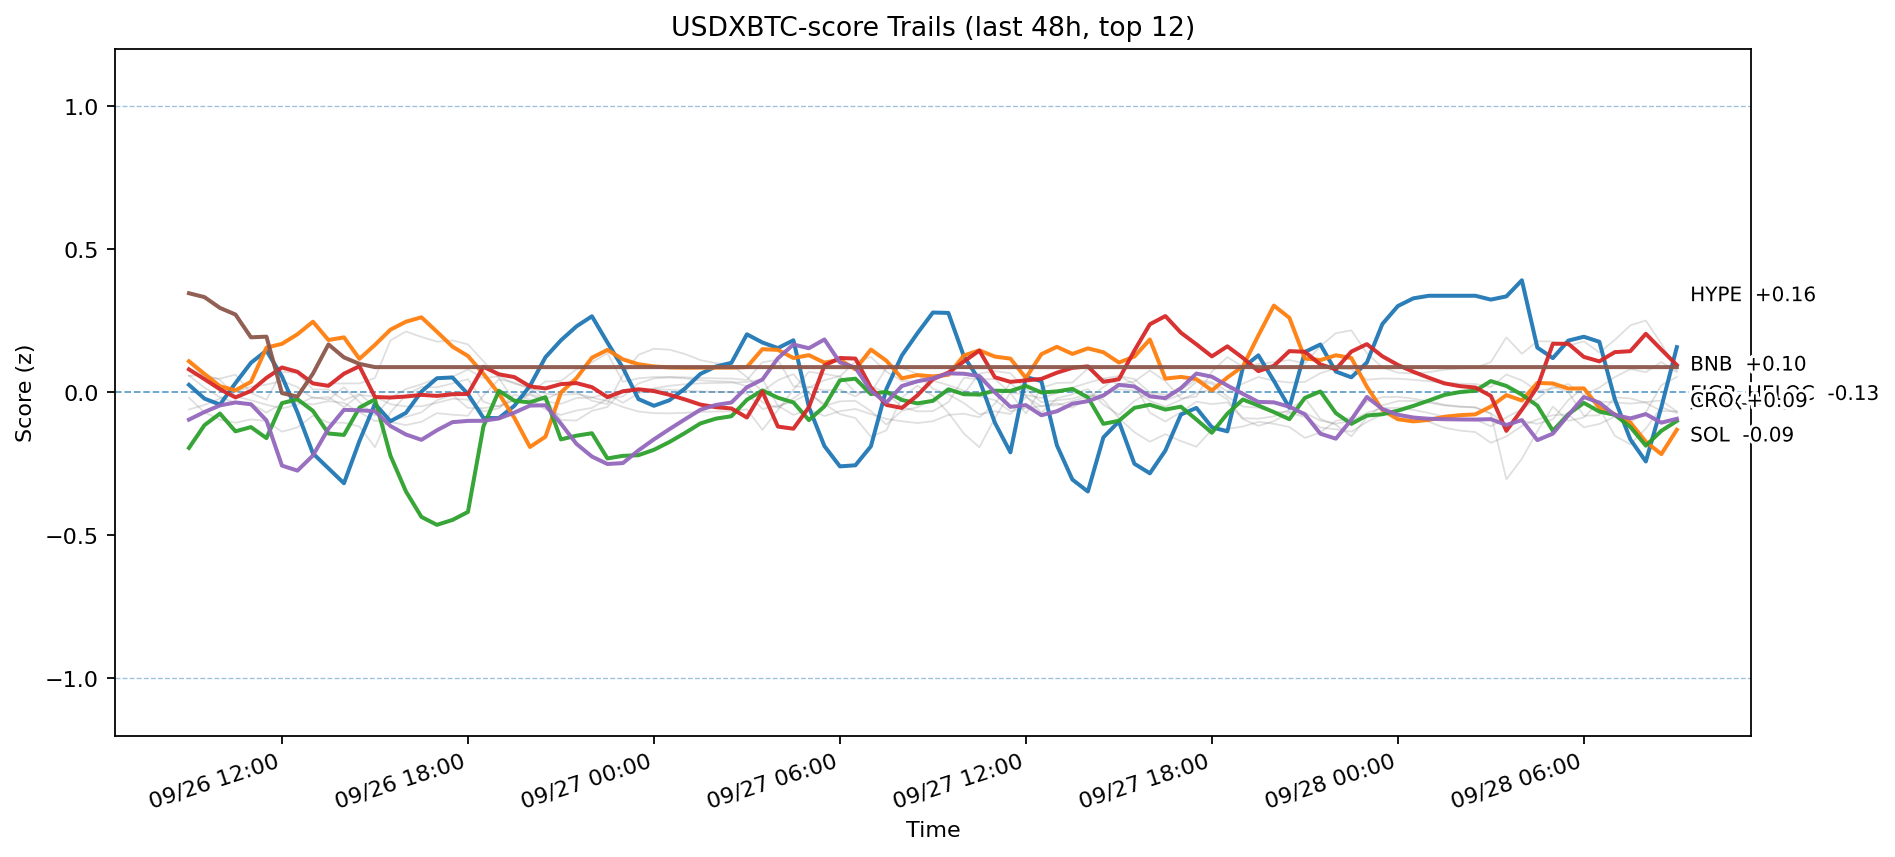 USDXBTC-score Trails (last 48h, top 12)
Score (z)
1.0
0.5
0.0
−0.5
−1.0
HYPE +0.16
BNB +0.10
-0.13
CRO +0.09
SOL -0.09
09/26 12:00
09/26 18:00
09/27 00:00
09/27 06:00
09/27 12:00
09/27 18:00
09/28 00:00
09/28 06:00
Time